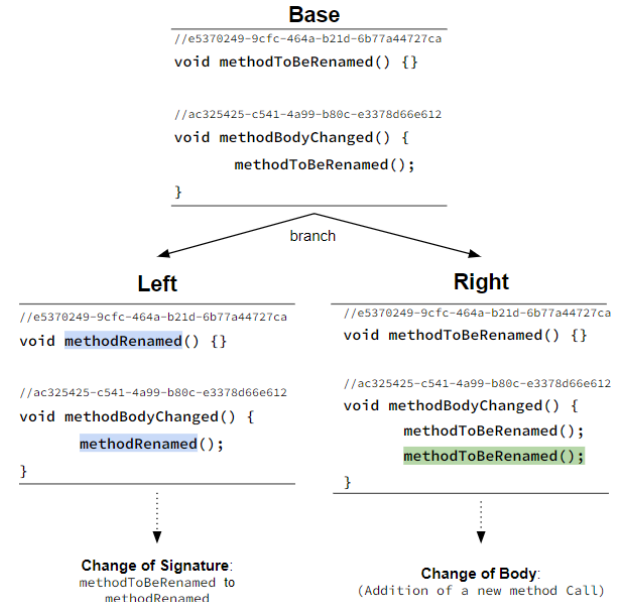 Base
//e5370249-9cfc-464a-b21d-6b77a44727ca
void methodToBeRenamed() {}
//ac325425-c541-4a99-b80c-e3378d66e612
void methodBodyChanged() {
methodToBeRenamed();
}
branch
Left
//e5370249-9cfc-464a-b21d-6b77a44727ca
void methodRenamed() {}
//ac325425-c541-4a99-b80c-e3378d66e612
void methodBodyChanged() {
methodRenamed();
}
Change of Signature:
methodToBeRenamed to
methodRenamed
Right
//e5370249-9cfc-464a-b21d-6b77a44727ca
void methodToBeRenamed() {}
//ac325425-c541-4a99-b80c-e3378d66e612
void methodBodyChanged() {
methodToBeRenamed();
methodToBeRenamed();
}
Change of Body:
(Addition of a new method Call)